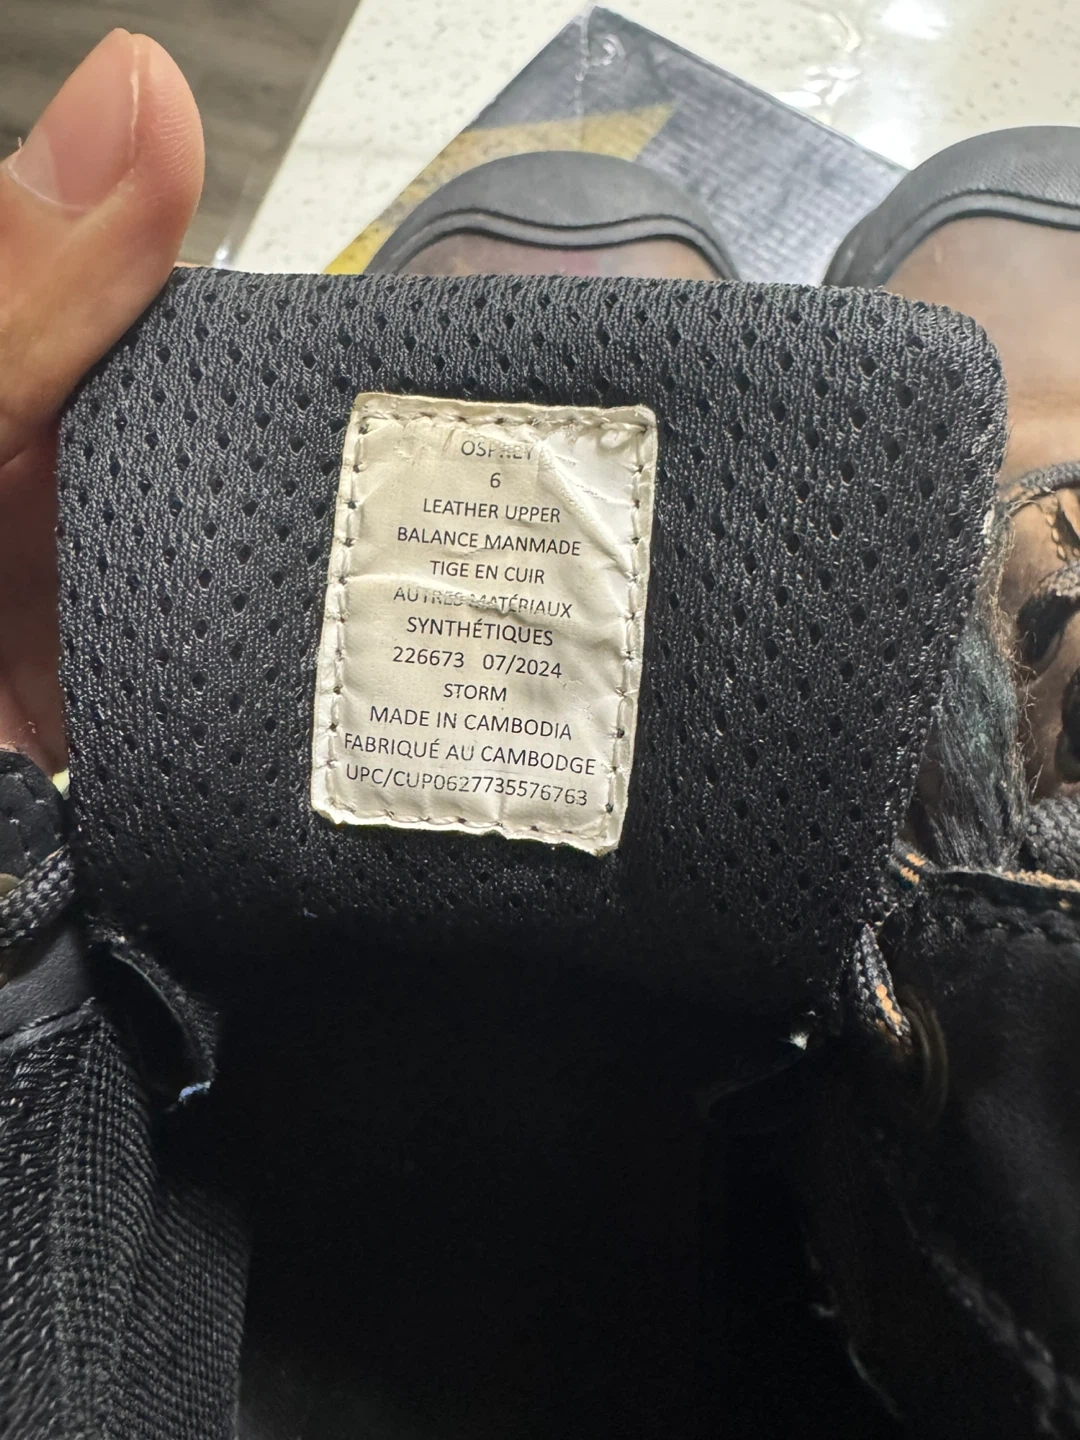 OSPREY
6
LEATHER UPPER
BALANCE MANMADE
TIGE EN CUIR
AUTRES MATÉRIAUX
SYNTHÉTIQUES
226673 07/2024
STORM
MADE IN CAMBODIA
FABRIQUÉ AU CAMBODGE
UPC/CUP0627735576763